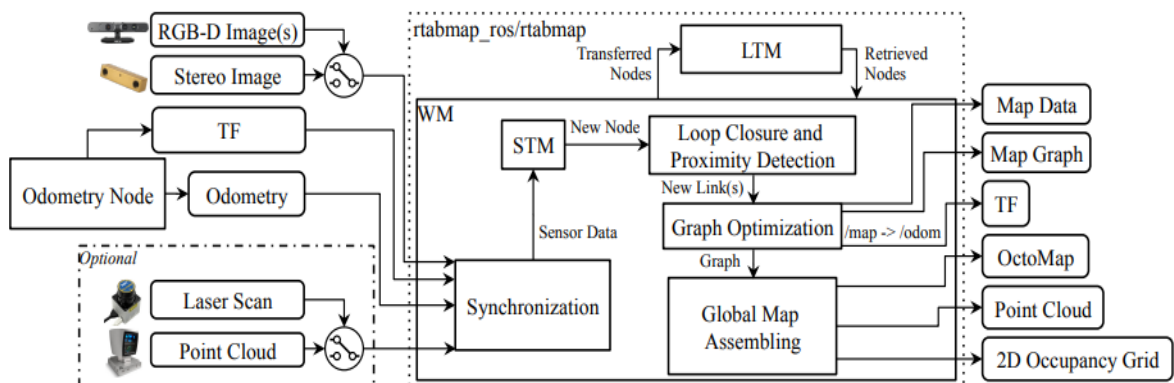 RGB-D Image(s)
Stereo Image
TF
Odometry Node
Odometry
Optional
Laser Scan
Point Cloud
rtabmap_ros/rtabmap
Transferred
Nodes
LTM
Retrieved
Nodes
WM
STM
New Node
Loop Closure and
Proximity Detection
New Link(s)
Graph Optimization
/map -> /odom
Sensor Data
Graph
Synchronization
Global Map
Assembling
Map Data
Map Graph
TF
OctoMap
Point Cloud
2D Occupancy Grid